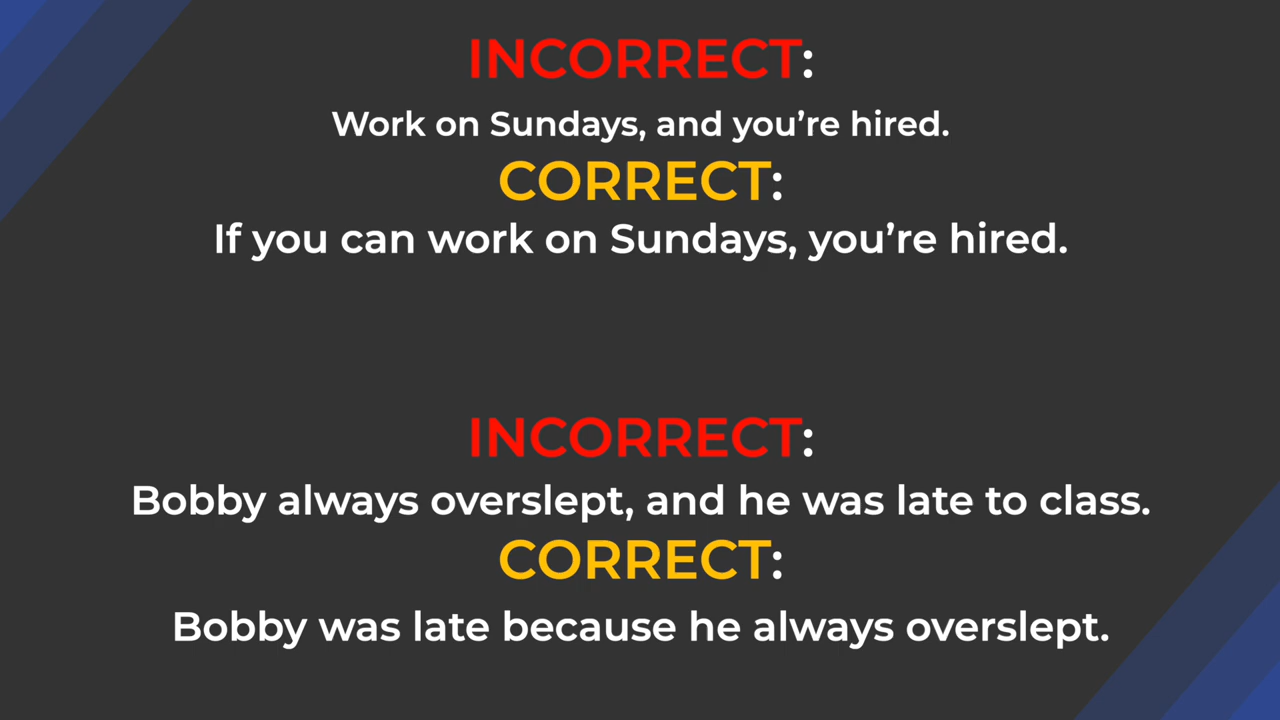 INCORRECT:
Work on Sundays, and you’re hired.
CORRECT:
If you can work on Sundays, you’re hired.
INCORRECT:
Bobby always overslept, and he was late to class.
CORRECT:
Bobby was late because he always overslept.